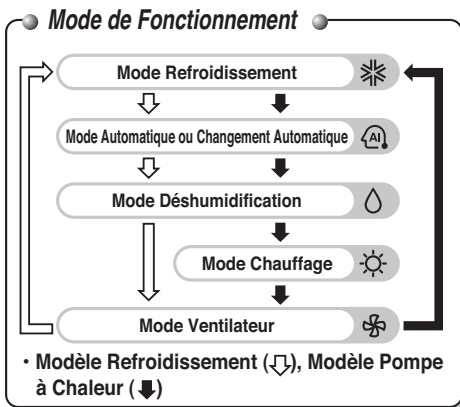 Mode de Fonctionnement
Mode Refroidissement
Mode Automatique ou Changement Automatique
AI
Mode Déshumidification
Mode Chauffage
Mode Ventilateur
• Modèle Refroidissement (⇩), Modèle Pompe
à Chaleur (⬇)